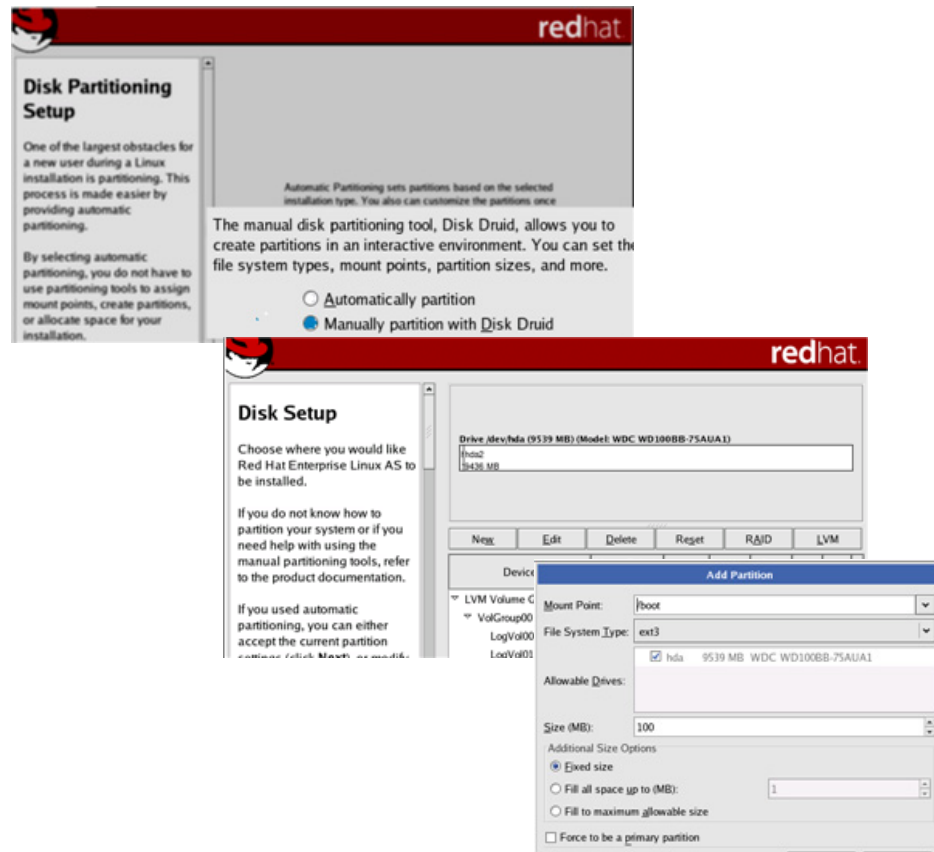 redhat.
Disk Partitioning
Setup
One of the largest obstacles for
a new user during a Linux
installation is partitioning. This
process is made easier by
providing automatic
partitioning.
By selecting automatic
partitioning, you do not have to
use partitioning tools to assign
mount points, create partitions,
or allocate space for your
installation.
Automatic Partitioning sets partitions based on the selected
installation type. You also can customize the partitions once
The manual disk partitioning tool, Disk Druid, allows you to
create partitions in an interactive environment. You can set the
file system types, mount points, partition sizes, and more.
Automatically partition
Manually partition with Disk Druid
redhat.
Disk Setup
Choose where you would like
Red Hat Enterprise Linux AS to
be installed.
If you do not know how to
partition your system or if you
need help with using the
manual partitioning tools, refer
to the product documentation.
If you used automatic
partitioning, you can either
accept the current partition
settings (click Next), or modify
Drive /dev/hda (9539 MB) (Model: WDC WD100BB-75AUA1)
hda2
9436 MB
New Edit Delete Reset RAID LVM
Device
LVM Volume G
VolGroup00
LogVol00
LogVol01
Add Partition
Mount Point: /boot
File System Type: ext3
Allowable Drives:
hda 9539 MB WDC WD100BB-75AUA1
Size (MB): 100
Additional Size Options
Fixed size
Fill all space up to (MB): 1
Fill to maximum allowable size
Force to be a primary partition